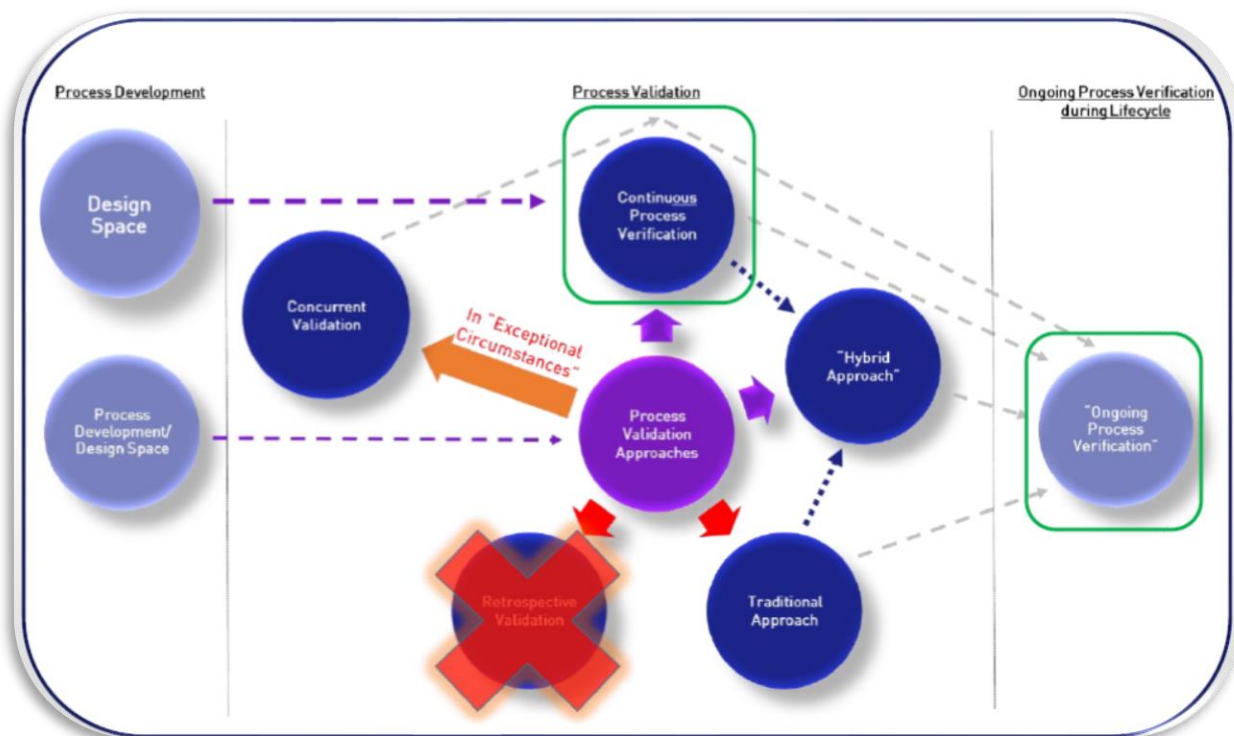 Process Development
Process Validation
Ongoing Process Verification
during Lifecycle
Design
Space
Continuous
Process
Verification
Concurrent
Validation
In "Exceptional
Circumstances"
"Hybrid
Approach"
Process
Development/
Design Space
Process
Validation
Approaches
"Ongoing
Process
Verification"
Retrospective
Validation
Traditional
Approach